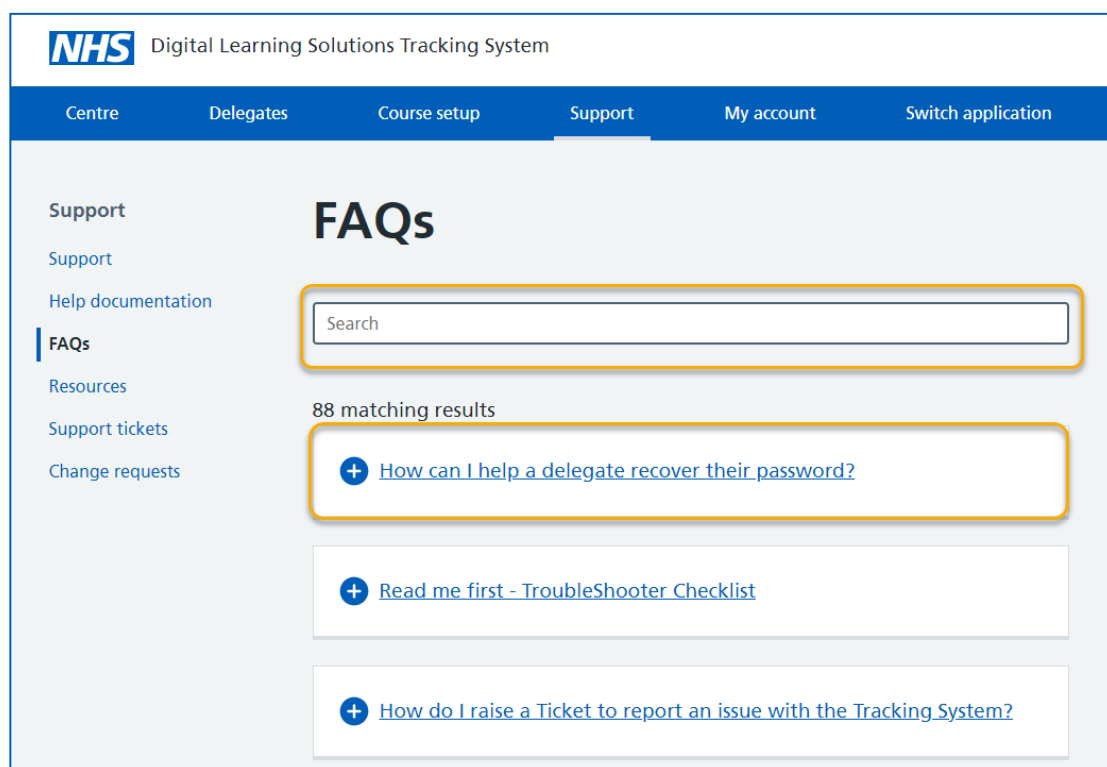 NHS Digital Learning Solutions Tracking System
Centre Delegates Course setup Support My account Switch application
Support
Support
Help documentation
FAQs
Resources
Support tickets
Change requests
FAQs
Search
88 matching results
How can I help a delegate recover their password?
Read me first - TroubleShooter Checklist
How do I raise a Ticket to report an issue with the Tracking System?